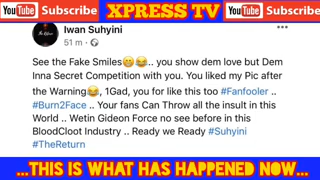 YouTube Subscribe XPRESS TV YouTube Subscribe
Iwan Suhyini
51 m ·
See the Fake Smiles🤭😂.. you show dem love but Dem
Inna Secret Competition with you. You liked my Pic after
the Warning😂, 1Gad, you for like this too #Fanfooler ..
#Burn2Face .. Your fans Can Throw all the insult in this
World .. Wetin Gideon Force no see before in this
BloodCloot Industry .. Ready we Ready #Suhyini
#TheReturn
...THIS IS WHAT HAS HAPPENED NOW...